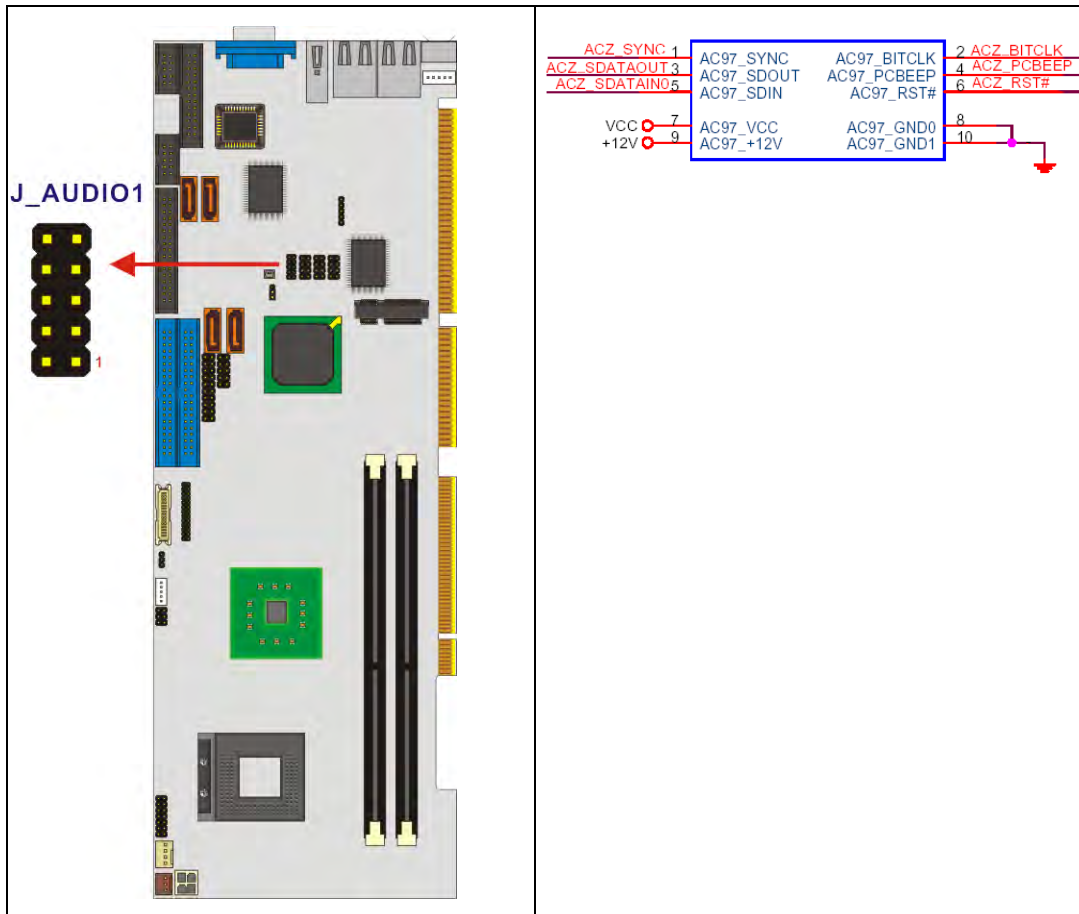 J_AUDIO1
1
ACZ_SYNC 1 AC97_SYNC AC97_BITCLK 2 ACZ_BITCLK
ACZ_SDATAOUT 3 AC97_SDOUT AC97_PCBEEP 4 ACZ_PCBEEP
ACZ_SDATAIN0 5 AC97_SDIN AC97_RST# 6 ACZ_RST#
VCC 7 AC97_VCC AC97_GND0 8
+12V 9 AC97_+12V AC97_GND1 10